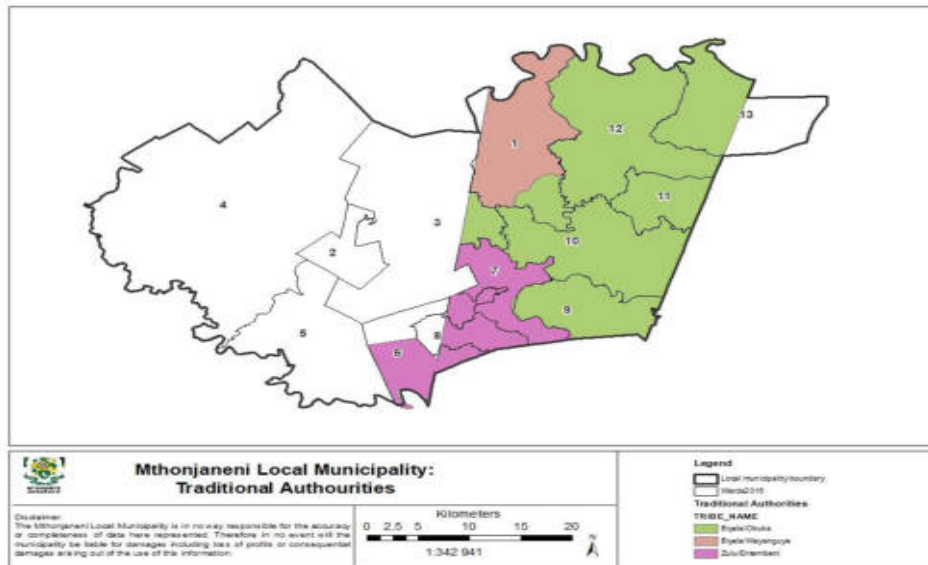 1
12
13
4
3
11
2
10
7
9
5
8
6
Mthonjaneni Local Municipality:
Traditional Authourities
Disclaimer:
The Mthonjaneni Local Municipality is in no way responsible for the accuracy
or completeness of data here represented. Therefore in no event will the
municipality be liable for damages including loss of profits or consequential
damages arising out of the use of this information.
Kilometers
0 2.5 5 10 15 20
1:342 941
N
Legend
Local municipality boundary
Wards2016
Traditional Authorities
TRIBE_NAME
Biyela/Obuka
Zulu/Entembeni